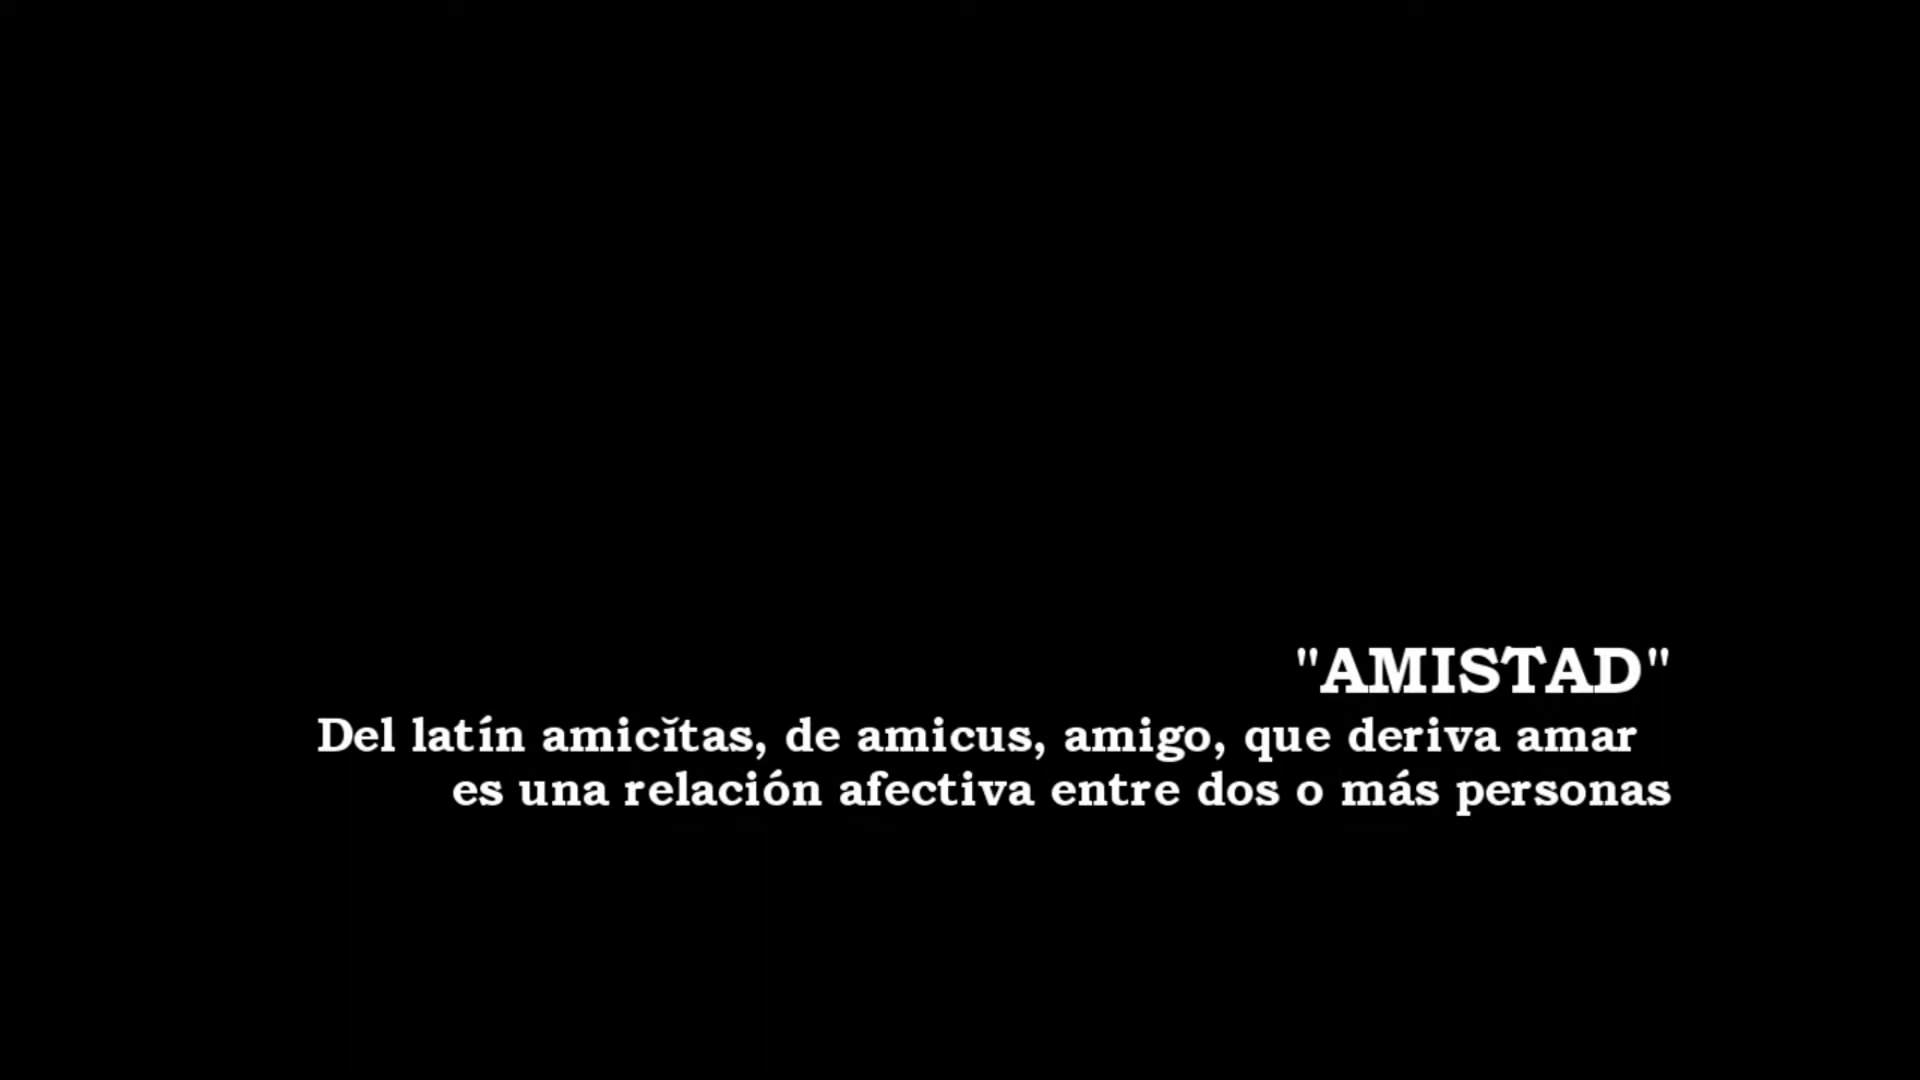 "AMISTAD"
Del latín amicĭtas, de amicus, amigo, que deriva amar
es una relación afectiva entre dos o más personas